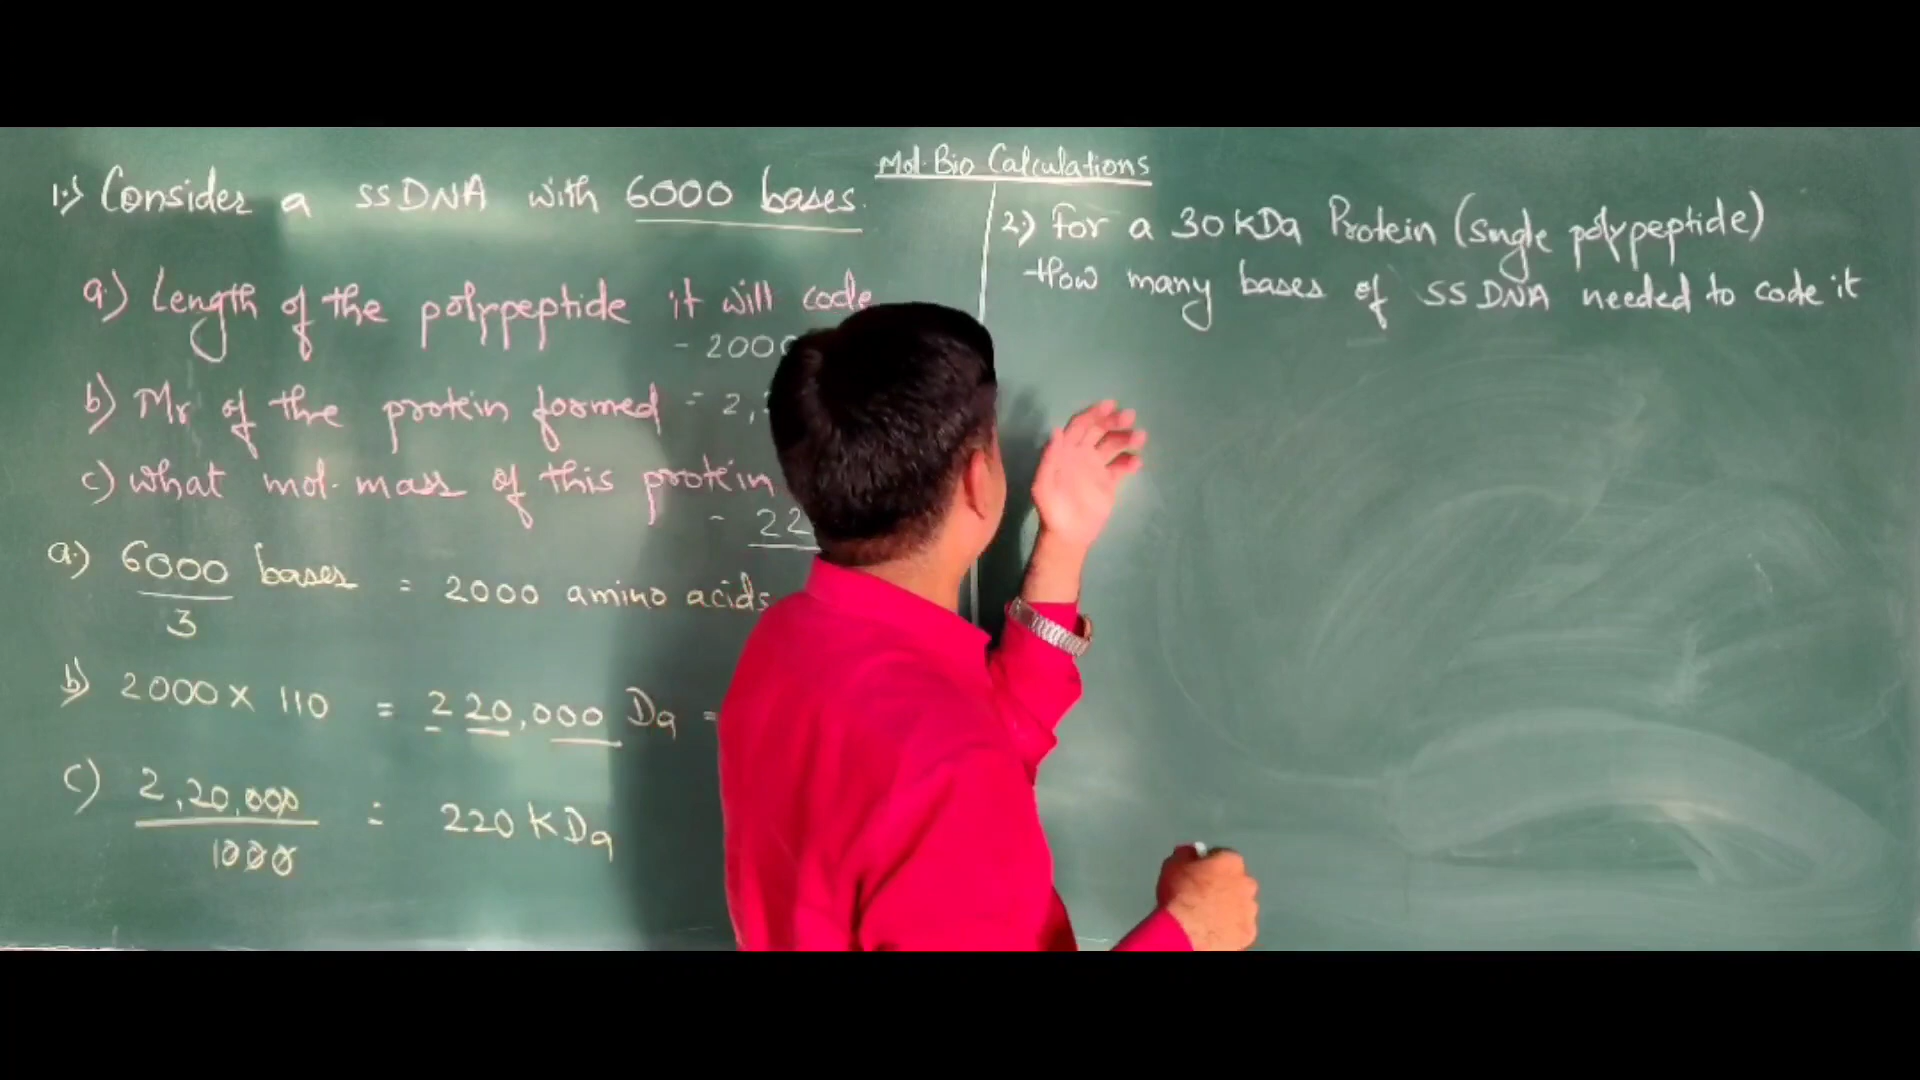 Mol. Bio Calculations
1.) Consider a ssDNA with 6000 bases.
a.) Length of the polypeptide it will code
- 2000
b) Mr of the protein formed = 2,
c) what mol. mass of this protein
- 22
a.) 6000 bases = 2000 amino acids
3
b) 2000 x 110 = 220,000 Da =
c) 2,20,000 = 220 KDa
1000
2.) For a 30 KDa Protein (single polypeptide)
How many bases of SSDNA needed to code it